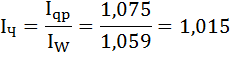 I_Ч = I_qp / I_W = 1,075 / 1,059 = 1,015